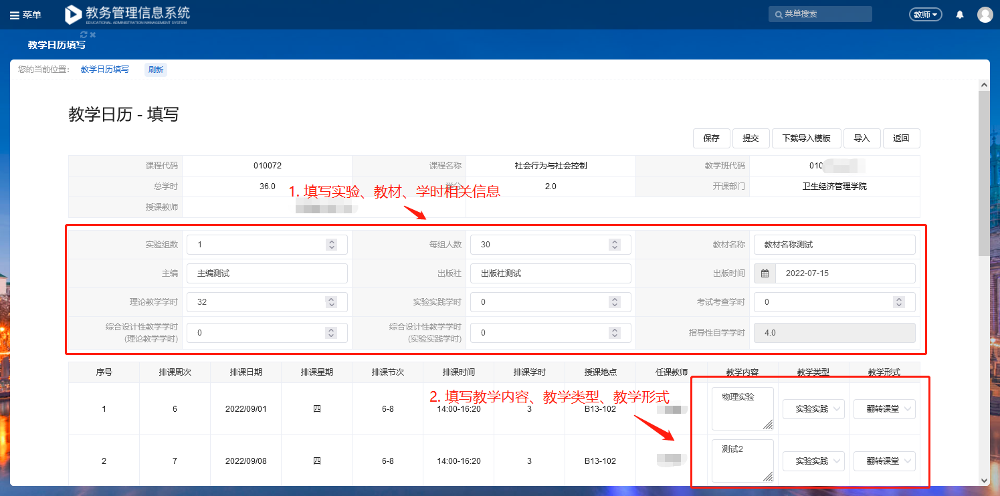 菜单
教务管理信息系统
EDUCATIONAL ADMINISTRATION MANAGEMENT SYSTEM
菜单搜索
教师
教学日历填写
您的当前位置： 教学日历填写 刷新
教学日历 - 填写
保存 提交 下载导入模板 导入 返回
课程代码 010072 课程名称 社会行为与社会控制 教学班代码 010
总学时 36.0 学分 2.0 开课部门 卫生经济管理学院
1. 填写实验、教材、学时相关信息
授课教师
实验组数 1 每组人数 30 教材名称 教材名称测试
主编 主编测试 出版社 出版社测试 出版时间 2022-07-15
理论教学学时 32 实验实践学时 0 考试考查学时 0
综合设计性教学学时 (理论教学学时) 0 综合设计性教学学时 (实验实践学时) 0 指导性自学学时 4.0
序号 排课周次 排课日期 排课星期 排课节次 排课时间 排课学时 授课地点 任课教师 教学内容 教学类型 教学形式
2. 填写教学内容、教学类型、教学形式
1 6 2022/09/01 四 6-8 14:00-16:20 3 B13-102 物理实验 实验实践 翻转课堂
2 7 2022/09/08 四 6-8 14:00-16:20 3 B13-102 测试2 实验实践 翻转课堂